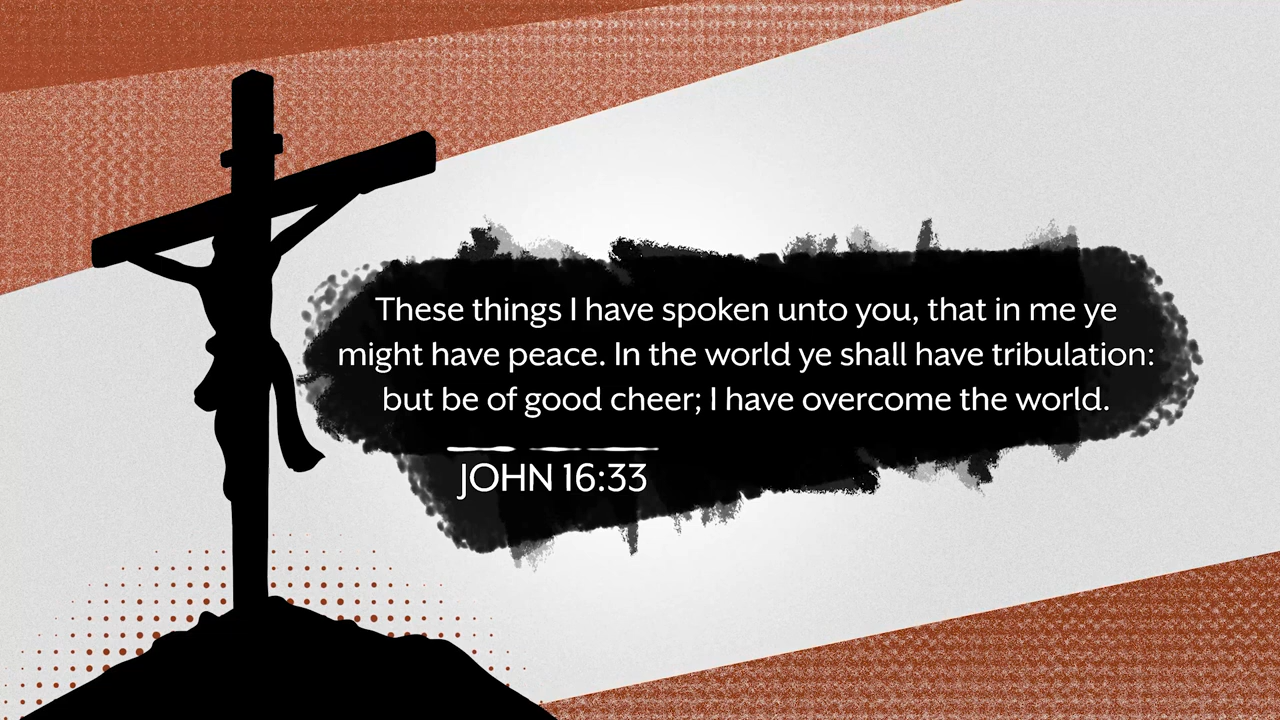 These things I have spoken unto you, that in me ye
might have peace. In the world ye shall have tribulation:
but be of good cheer; I have overcome the world.
JOHN 16:33